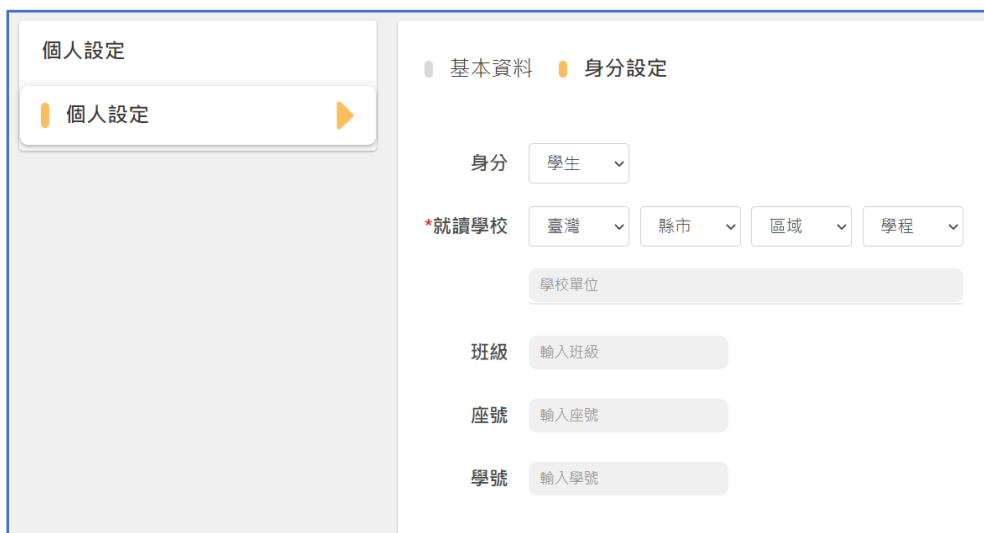 個人設定
個人設定
基本資料 身分設定
身分 學生
*就讀學校 臺灣 縣市 區域 學程
學校單位
班級 輸入班級
座號 輸入座號
學號 輸入學號